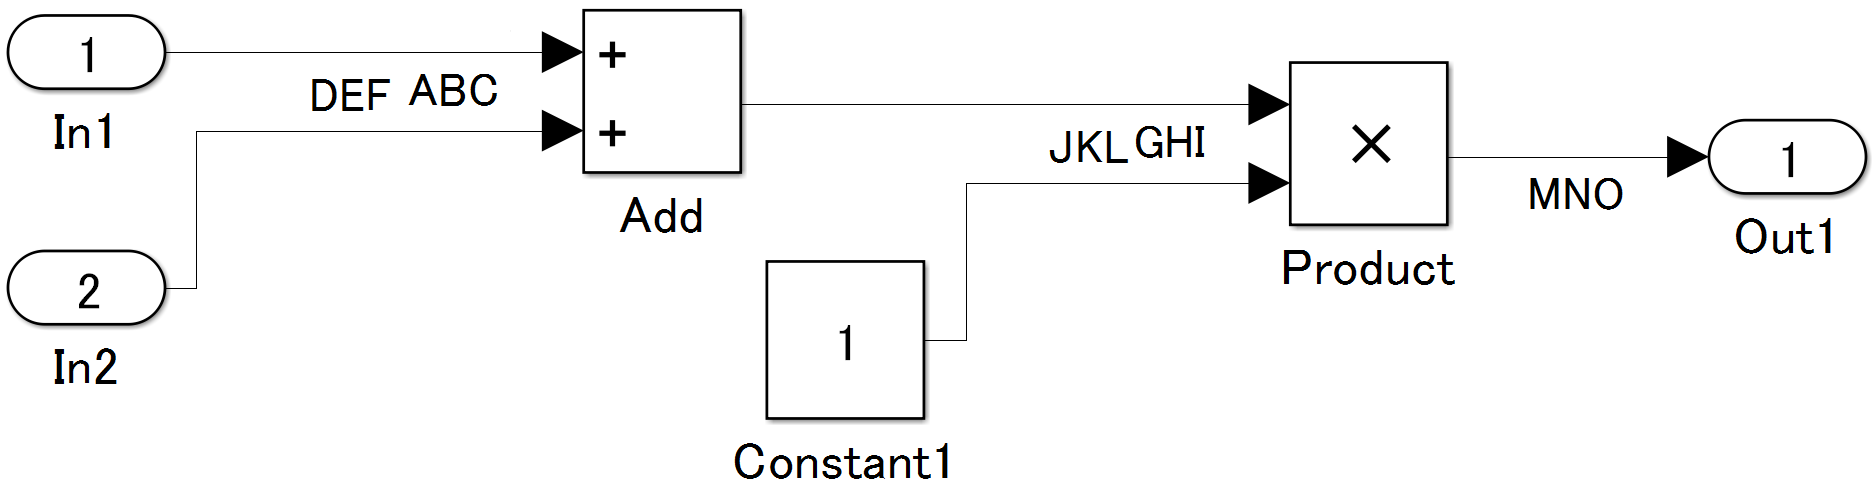 1
In1
DEF ABC
+
+
Add
2
In2
1
Constant1
JKL GHI
×
Product
MNO
1
Out1